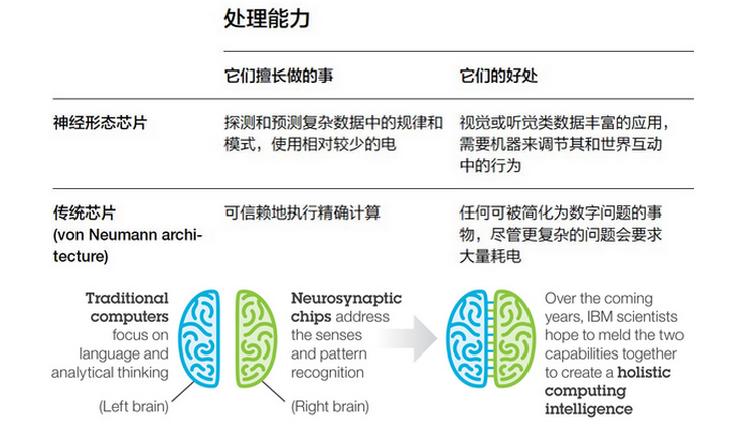 处理能力
它们擅长做的事
它们的好处
神经形态芯片
探测和预测复杂数据中的规律和
模式，使用相对较少的电
视觉或听觉类数据丰富的应用，
需要机器来调节其和世界互动
中的行为
传统芯片
(von Neumann archi-
tecture)
可信赖地执行精确计算
任何可被简化为数字问题的事
物，尽管更复杂的问题会要求
大量耗电
Traditional
computers
focus on
language and
analytical thinking
(Left brain)
Neurosynaptic
chips address
the senses
and pattern
recognition
(Right brain)
Over the coming
years, IBM scientists
hope to meld the two
capabilities together
to create a holistic
computing
intelligence